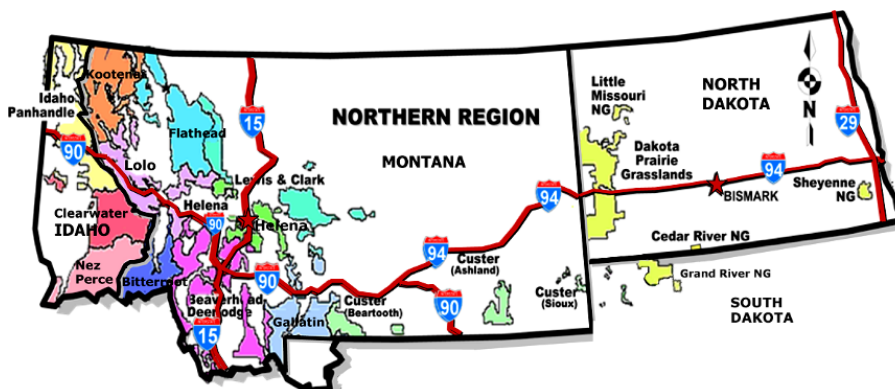 Kootenai
Idaho
Panhandle
90
Lolo
Flathead
15
NORTHERN REGION
MONTANA
Little
Missouri
NG
NORTH
DAKOTA
N
29
Dakota
Prairie
Grasslands
94
BISMARK
Sheyenne
NG
Lewis & Clark
Helena
90
Helena
94
Clearwater
IDAHO
Nez
Perce
Bitterroot
Beaverhead
Deerlodge
15
90
Gallatin
Custer
(Beartooth)
94
Custer
(Ashland)
90
Custer
(Sioux)
Cedar River NG
Grand River NG
SOUTH
DAKOTA